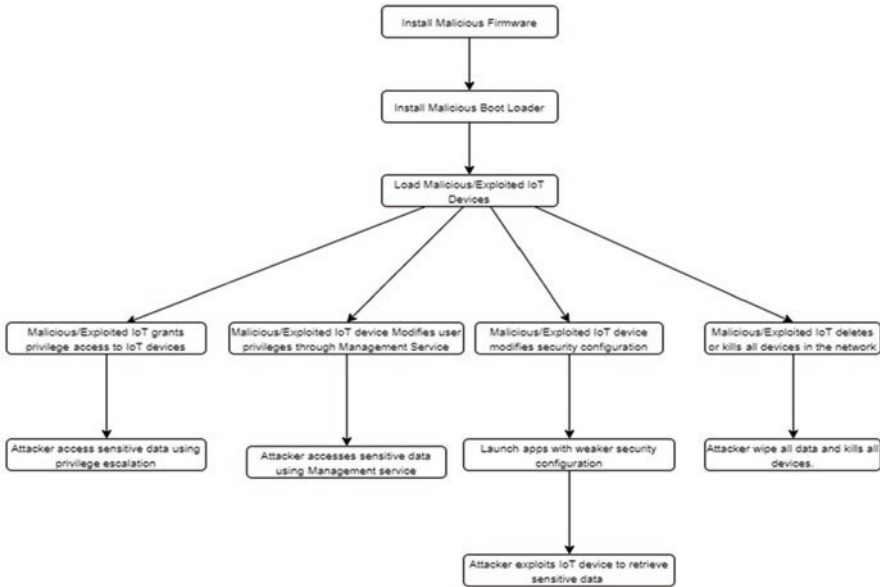 Install Malicious Firmware
Install Malicious Boot Loader
Load Malicious/Exploited IoT
Devices
Malicious/Exploited IoT grants
privilege access to IoT devices
Malicious/Exploited IoT device Modifies user
privileges through Management Service
Malicious/Exploited IoT device
modifies security configuration
Malicious/Exploited IoT deletes
or kills all devices in the network
Attacker access sensitive data using
privilege escalation
Attacker accesses sensitive data
using Management service
Launch apps with weaker security
configuration
Attacker wipe all data and kills all
devices.
Attacker exploits IoT device to retrieve
sensitive data